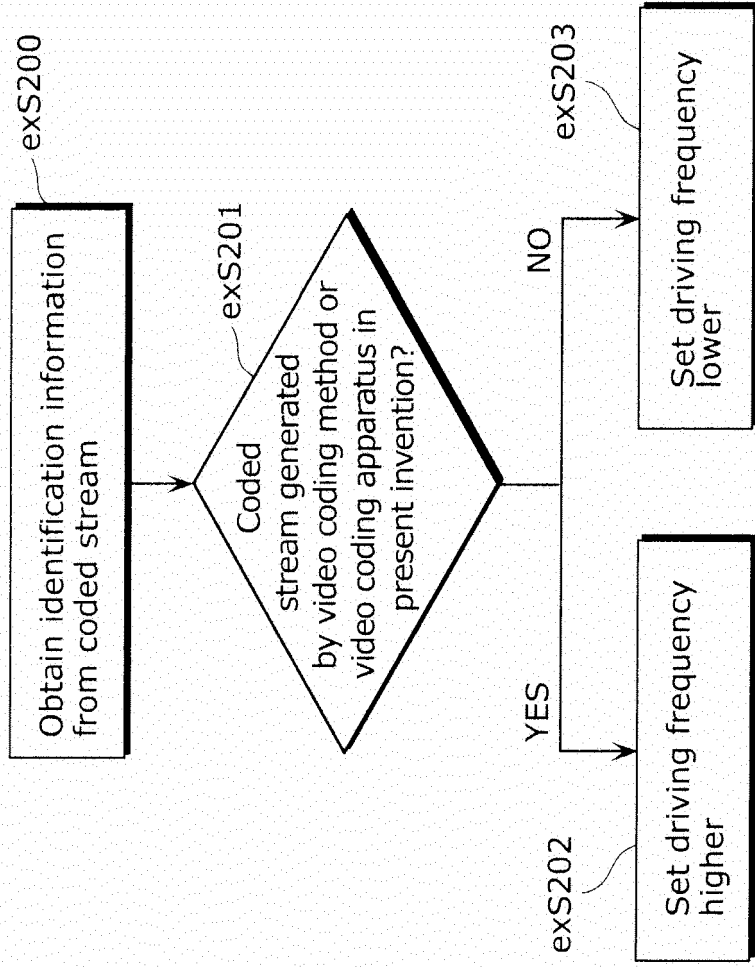 exS200
Obtain identification information
from coded stream
exS201
Coded
stream generated
by video coding method or
video coding apparatus in
present invention?
YES
NO
exS202
Set driving frequency
higher
exS203
Set driving frequency
lower